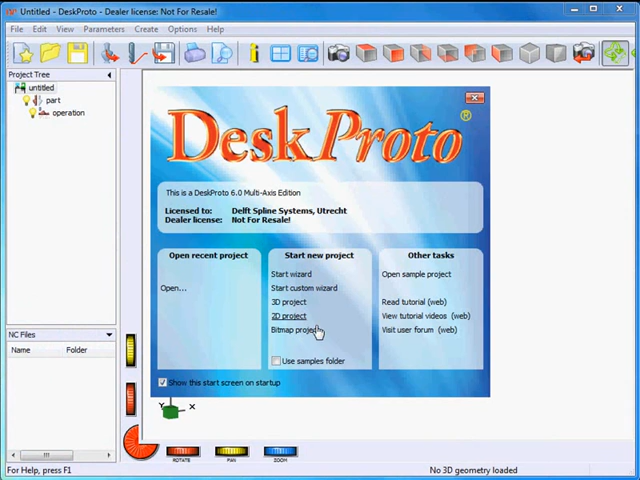 Untitled - DeskProto - Dealer license: Not For Resale!
File Edit View Parameters Create Options Help
Project Tree
untitled
part
operation
DeskProto®
This is a DeskProto 6.0 Multi-Axis Edition
Licensed to: Delft Spline Systems, Utrecht
Dealer license: Not For Resale!
Open recent project
Open...
Start new project
Start wizard
Start custom wizard
3D project
2D project
Bitmap project
Use samples folder
Other tasks
Open sample project
Read tutorial (web)
View tutorial videos (web)
Visit user forum (web)
Show this start screen on startup
NC Files
Name Folder
Y X
ROTATE PAN ZOOM
For Help, press F1
No 3D geometry loaded